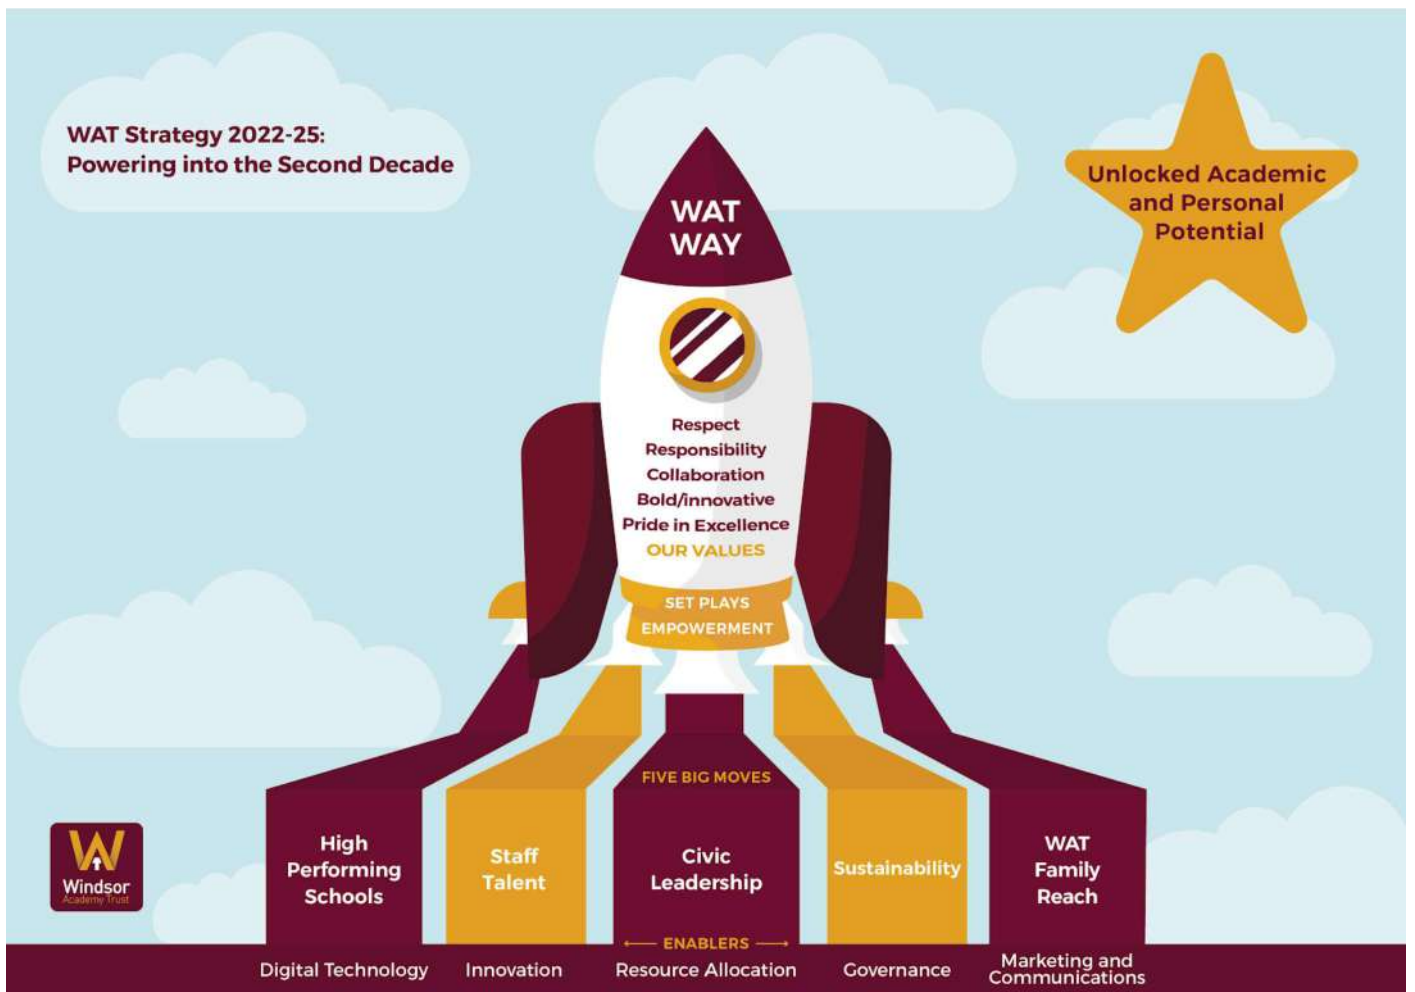 WAT Strategy 2022-25:
Powering into the Second Decade
Unlocked Academic
and Personal
Potential
WAT
WAY
Respect
Responsibility
Collaboration
Bold/innovative
Pride in Excellence
OUR VALUES
SET PLAYS
EMPOWERMENT
FIVE BIG MOVES
High
Performing
Schools
Staff
Talent
Civic
Leadership
Sustainability
WAT
Family
Reach
W
Windsor
Academy Trust
← ENABLERS →
Digital Technology
Innovation
Resource Allocation
Governance
Marketing and
Communications